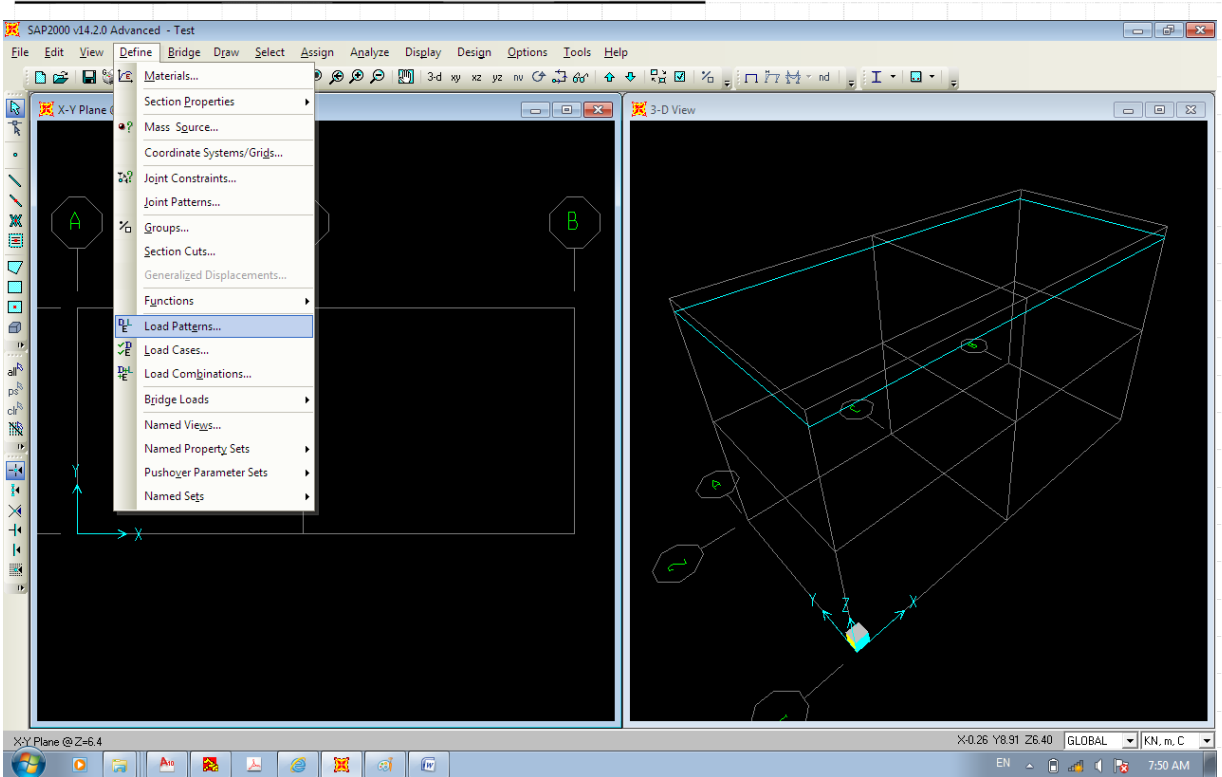 SAP2000 v14.2.0 Advanced - Test
File Edit View Define Bridge Draw Select Assign Analyze Display Design Options Tools Help
3-d xy xz yz nv nd
X-Y Plane
3-D View
Materials...
Section Properties
Mass Source...
Coordinate Systems/Grids...
Joint Constraints...
Joint Patterns...
Groups...
Section Cuts...
Generalized Displacements...
Functions
Load Patterns...
Load Cases...
Load Combinations...
Bridge Loads
Named Views...
Named Property Sets
Pushover Parameter Sets
Named Sets
all
ps
clr
A
B
Y
X
Y
Z
X
X-Y Plane @ Z=6.4
X-0.26 Y8.91 Z6.40 GLOBAL KN, m, C
EN 7:50 AM